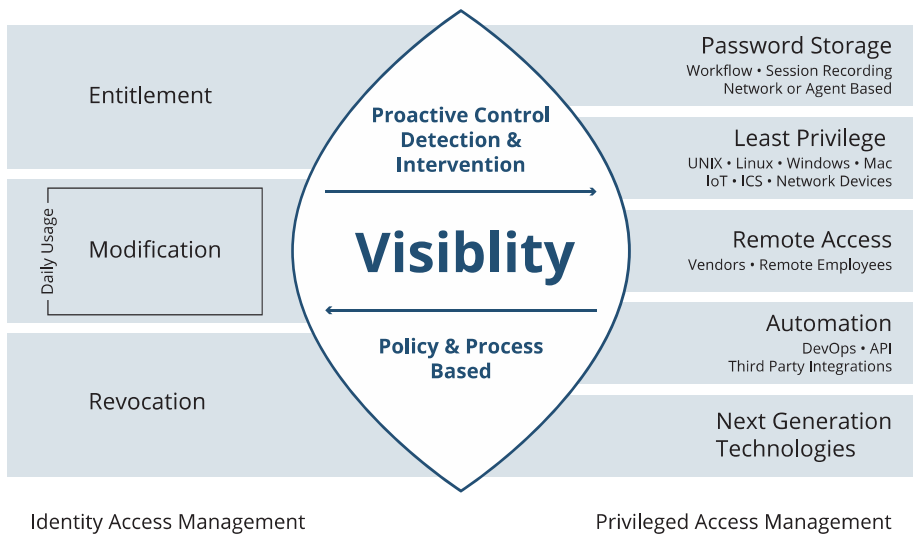 Entitlement
Daily Usage
Modification
Revocation
Identity Access Management
Proactive Control
Detection &
Intervention
Visiblity
Policy & Process
Based
Password Storage
Workflow • Session Recording
Network or Agent Based
Least Privilege
UNIX • Linux • Windows • Mac
IoT • ICS • Network Devices
Remote Access
Vendors • Remote Employees
Automation
DevOps • API
Third Party Integrations
Next Generation
Technologies
Privileged Access Management